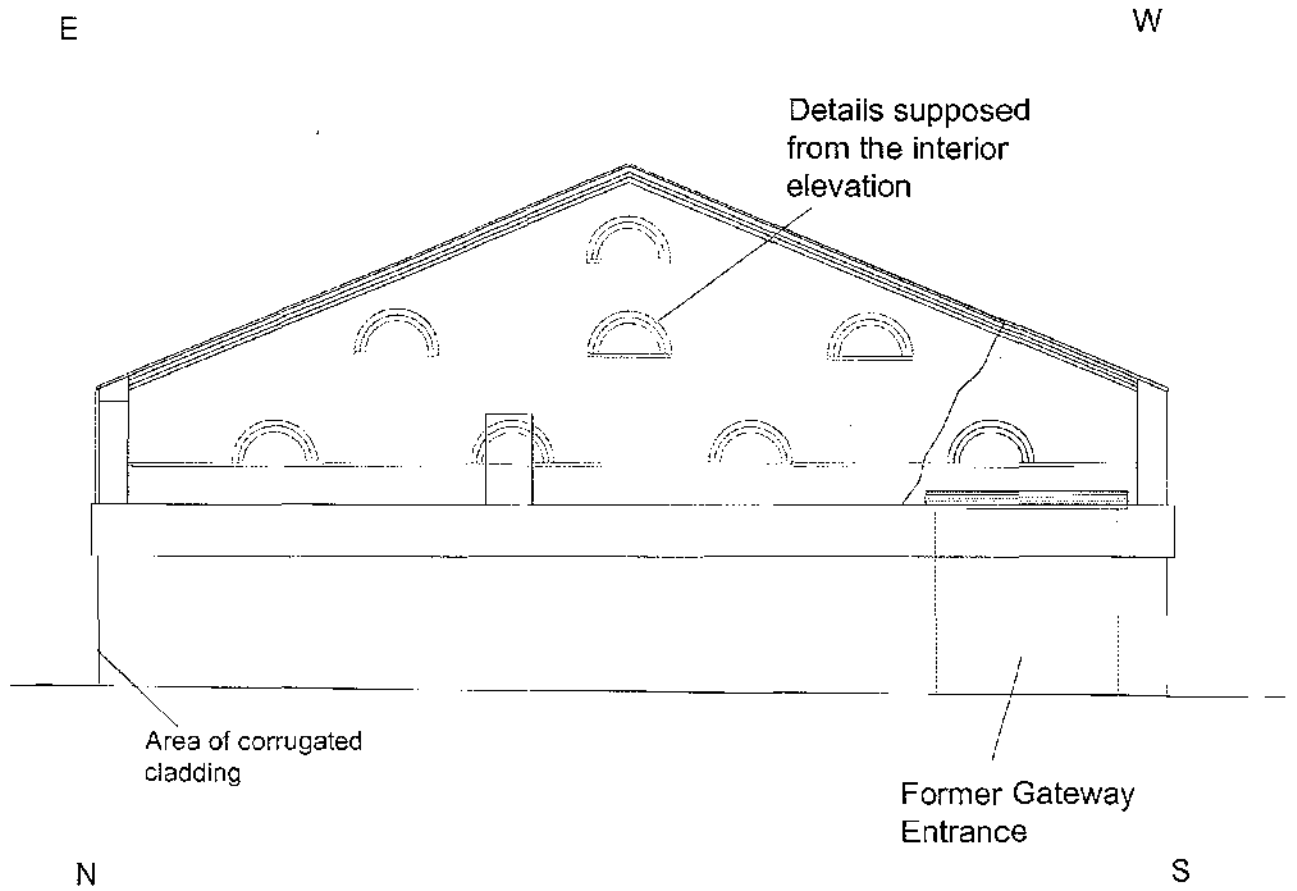 E
W
Details supposed
from the interior
elevation
Area of corrugated
cladding
Former Gateway
Entrance
N
S